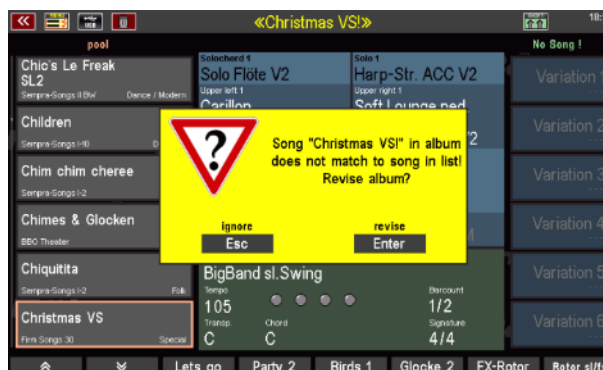 «Christmas VS!»
18:
pool
No Song !
Chic's Le Freak
SL2
Sempra-Songs II BW Dance / Modern
Children
Sempra-Songs I-10 D
Chim chim cheree
Sempra-Songs I-2
Chimes & Glocken
BBO Theater
Chiquitita
Sempra-Songs I-2 Folk
Christmas VS
Firm Songs 30 Special
Solochord 1
Solo Flöte V2
Upper left 1
Carillon
Solo 1
Harp-Str. ACC V2
Upper right 1
Soft Lounge ped.
Song "Christmas VS!" in album
does not match to song in list!
Revise album?
ignore
Esc
revise
Enter
BigBand sl.Swing
Tempo
105
Barcount
1/2
Transp.
C
Chord
C
Signature
4/4
Variation 1
Variation 2
Variation 3
Variation 4
Variation 5
Variation 6
Lets go
Party 2
Birds 1
Glocke 2
FX-Rotor
Rotor sl/f